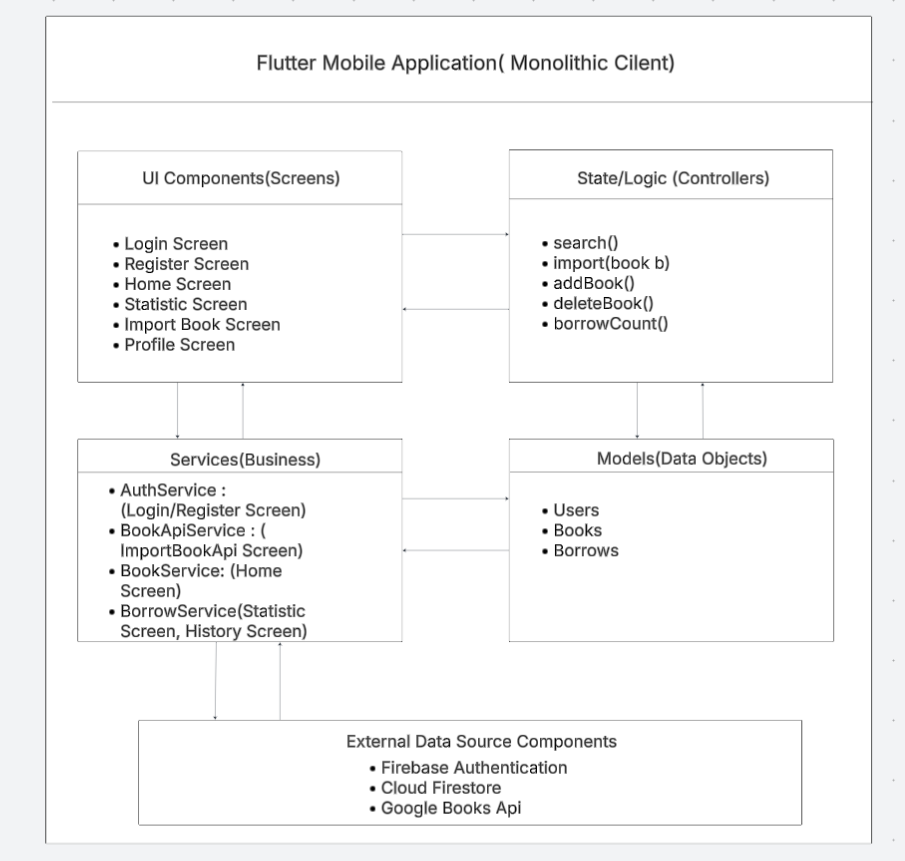 Flutter Mobile Application( Monolithic Cilent)
UI Components(Screens)
• Login Screen
• Register Screen
• Home Screen
• Statistic Screen
• Import Book Screen
• Profile Screen
State/Logic (Controllers)
• search()
• import(book b)
• addBook()
• deleteBook()
• borrowCount()
Services(Business)
• AuthService :
(Login/Register Screen)
• BookApiService : (
ImportBookApi Screen)
• BookService: (Home
Screen)
• BorrowService(Statistic
Screen, History Screen)
Models(Data Objects)
• Users
• Books
• Borrows
External Data Source Components
• Firebase Authentication
• Cloud Firestore
• Google Books Api